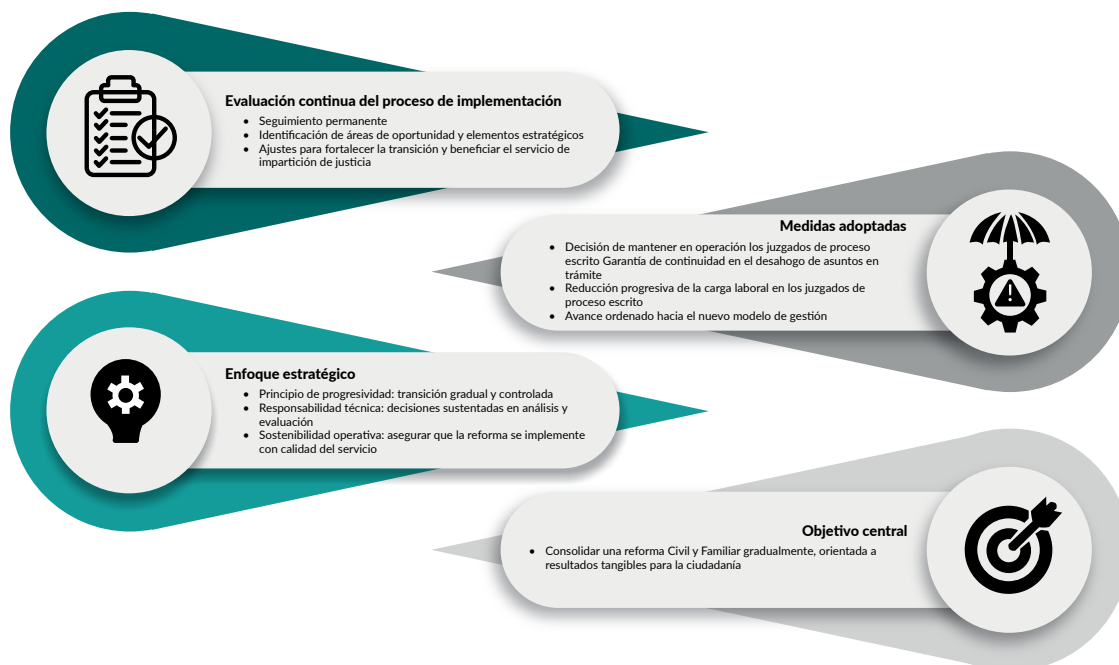 Evaluación continua del proceso de implementación
• Seguimiento permanente
• Identificación de áreas de oportunidad y elementos estratégicos
• Ajustes para fortalecer la transición y beneficiar el servicio de
impartición de justicia
Medidas adoptadas
• Decisión de mantener en operación los juzgados de proceso
escrito Garantía de continuidad en el desahogo de asuntos en
trámite
• Reducción progresiva de la carga laboral en los juzgados de
proceso escrito
• Avance ordenado hacia el nuevo modelo de gestión
Enfoque estratégico
• Principio de progresividad: transición gradual y controlada
• Responsabilidad técnica: decisiones sustentadas en análisis y
evaluación
• Sostenibilidad operativa: asegurar que la reforma se implemente
con calidad del servicio
Objetivo central
• Consolidar una reforma Civil y Familiar gradualmente, orientada a
resultados tangibles para la ciudadanía